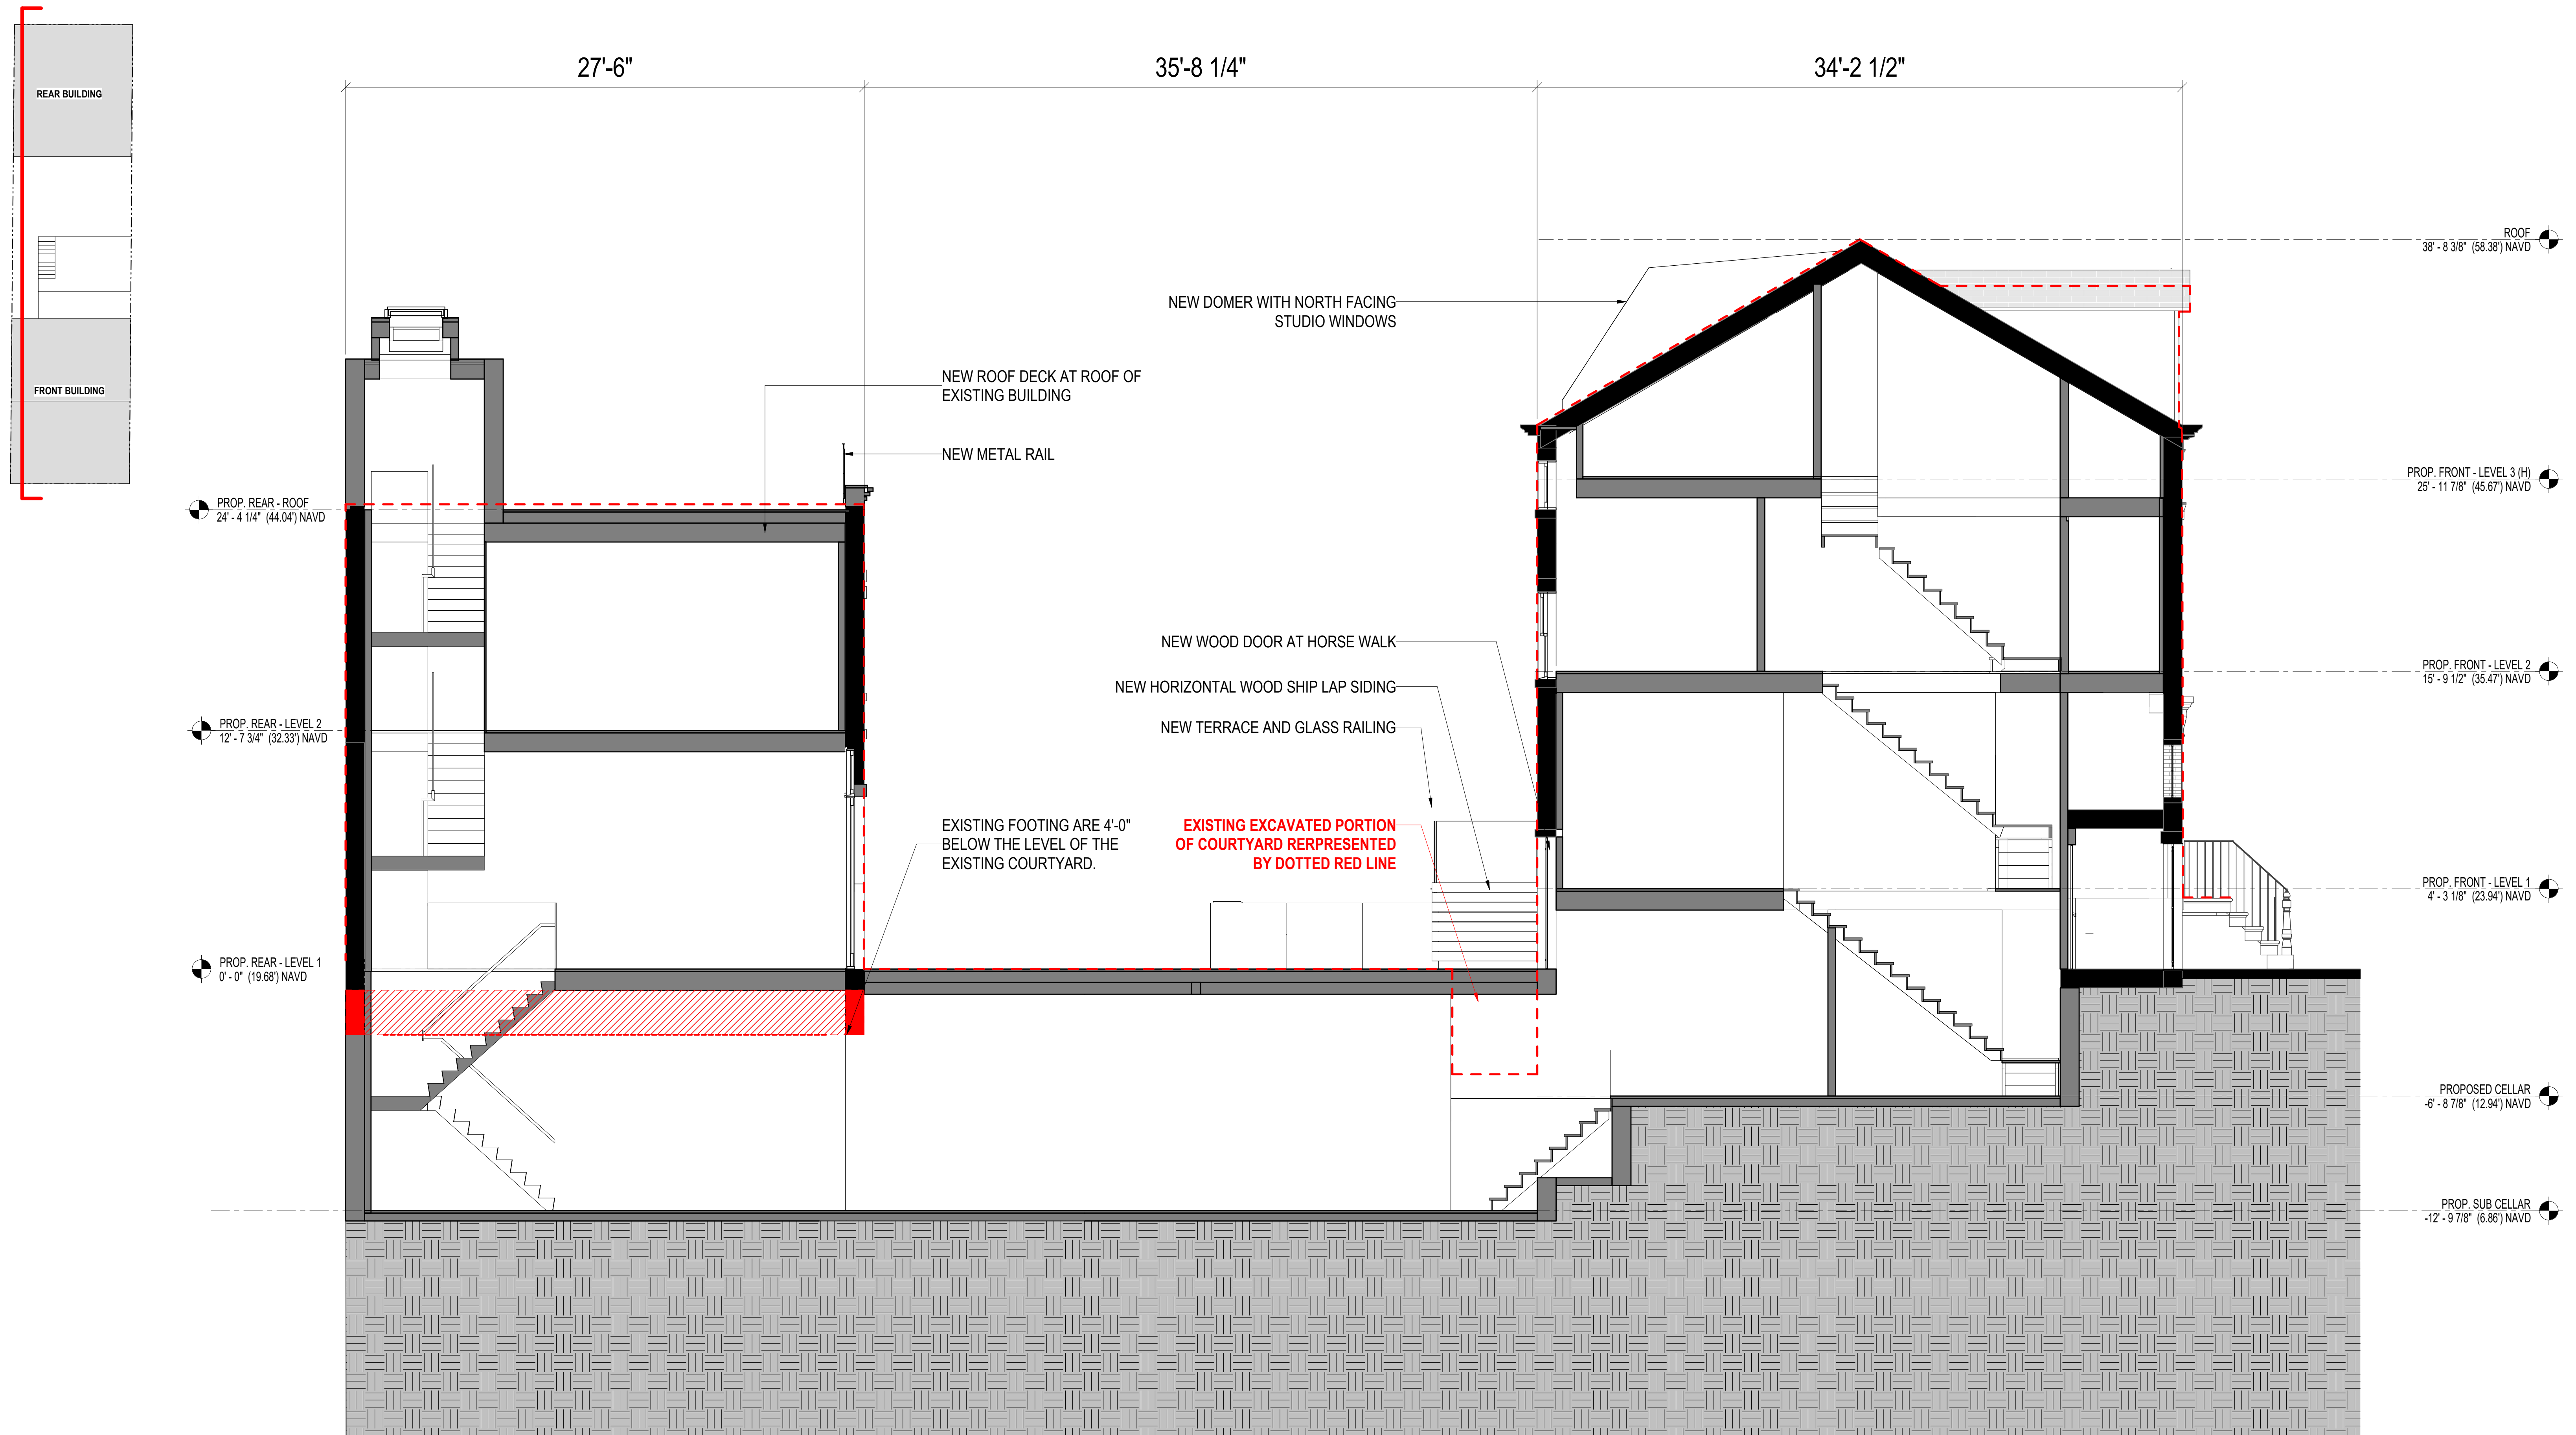 27'-6"
35'-8 1/4"
34'-2 1/2"
REAR BUILDING
FRONT BUILDING
ROOF
38' - 8 3/8" (58.38') NAVD
NEW DOMER WITH NORTH FACING
STUDIO WINDOWS
NEW ROOF DECK AT ROOF OF
EXISTING BUILDING
NEW METAL RAIL
PROP. FRONT - LEVEL 3 (H)
25' - 11 7/8" (45.67') NAVD
PROP. REAR - ROOF
24' - 4 1/4" (44.04') NAVD
NEW WOOD DOOR AT HORSE WALK
PROP. FRONT - LEVEL 2
15' - 9 1/2" (35.47') NAVD
NEW HORIZONTAL WOOD SHIP LAP SIDING
PROP. REAR - LEVEL 2
12' - 7 3/4" (32.33') NAVD
NEW TERRACE AND GLASS RAILING
EXISTING FOOTING ARE 4'-0"
BELOW THE LEVEL OF THE
EXISTING COURTYARD.
EXISTING EXCAVATED PORTION
OF COURTYARD RERPRESENTED
BY DOTTED RED LINE
PROP. FRONT - LEVEL 1
4' - 3 1/8" (23.94') NAVD
PROP. REAR - LEVEL 1
0' - 0" (19.68') NAVD
PROPOSED CELLAR
-6' - 8 7/8" (12.94') NAVD
PROP. SUB CELLAR
-12' - 9 7/8" (6.86') NAVD